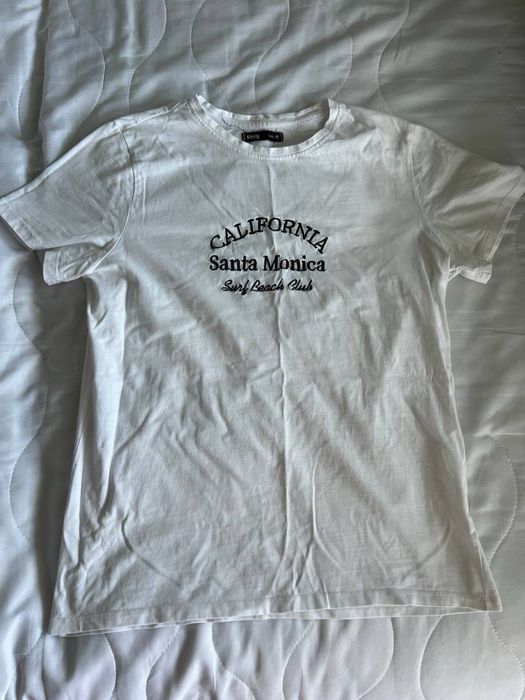 CALIFORNIA
Santa Monica
Surf Beach Club